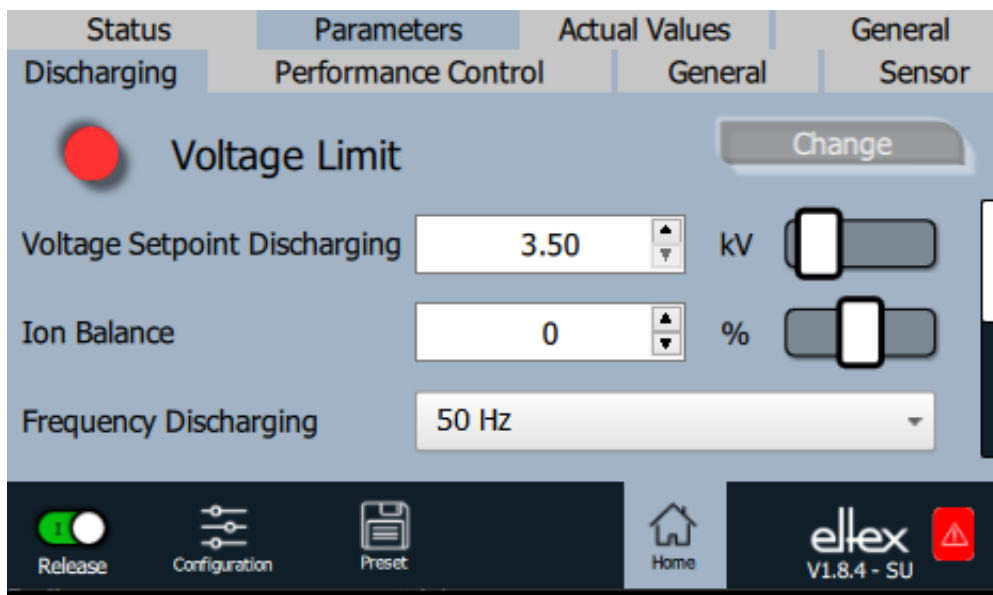 Status Parameters Actual Values General
Discharging Performance Control General Sensor
Voltage Limit Change
Voltage Setpoint Discharging 3.50 kV
Ion Balance 0 %
Frequency Discharging 50 Hz
I
Release Configuration Preset Home eltex
V1.8.4 - SU